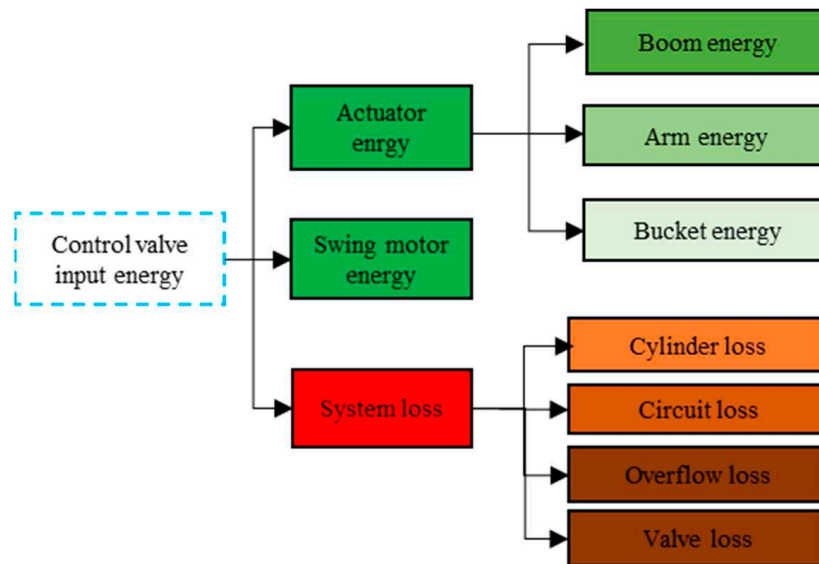 Boom energy
Actuator
enrgy
Arm energy
Control valve
input energy
Swing motor
energy
Bucket energy
System loss
Cylinder loss
Circuit loss
Overflow loss
Valve loss